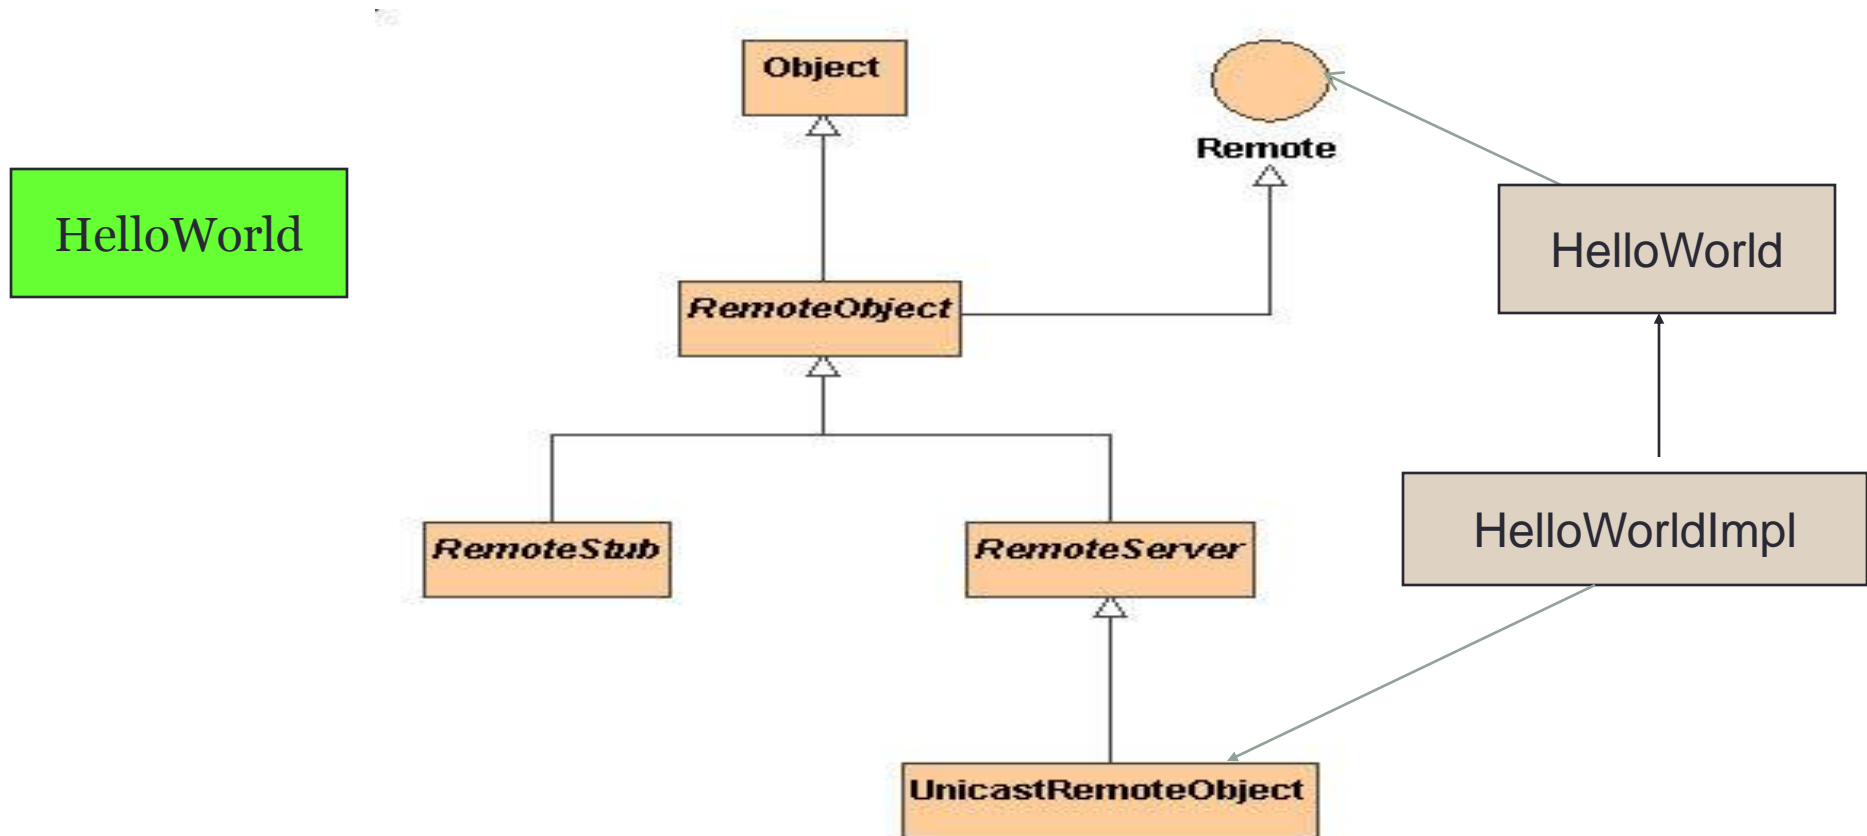 Object
Remote
HelloWorld
HelloWorld
RemoteObject
RemoteStub
RemoteServer
HelloWorldImpl
UnicastRemoteObject